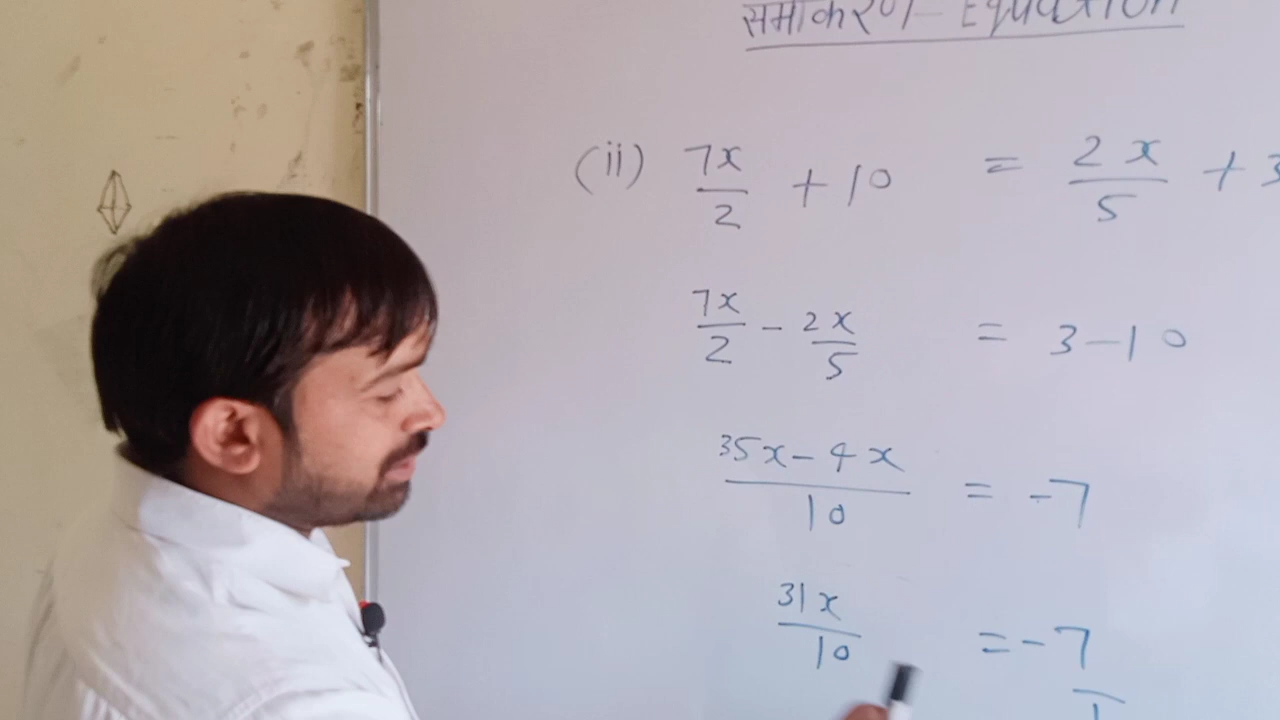 समीकरण - Equation
(ii) 7x/2 + 10 = 2x/5 + 3
7x/2 - 2x/5 = 3-10
35x-4x/10 = -7
31x/10 = -7